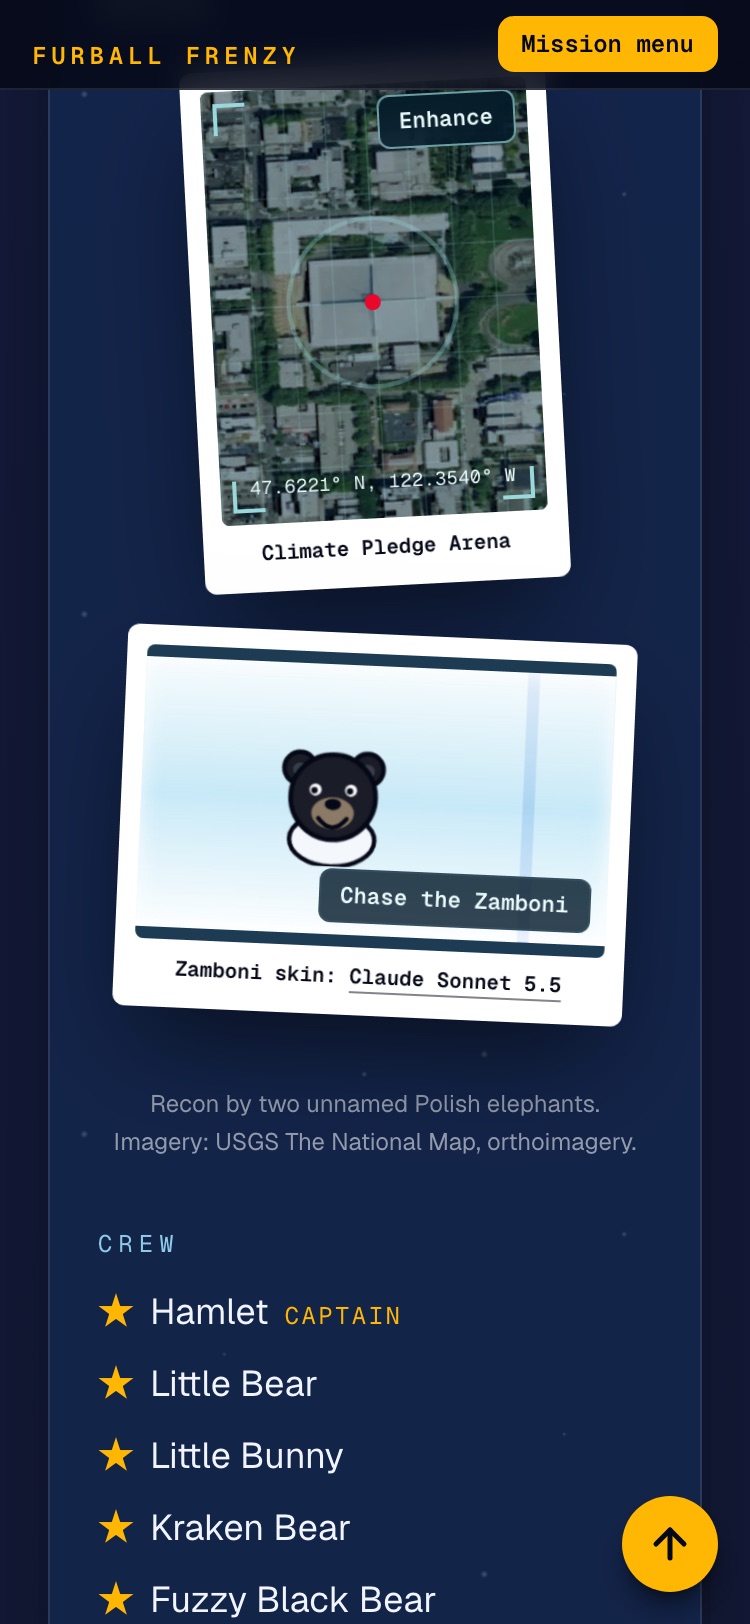 FURBALL FRENZY
Mission menu
Enhance
47.6221° N, 122.3540° W
Climate Pledge Arena
Chase the Zamboni
Zamboni skin: Claude Sonnet 5.5
Recon by two unnamed Polish elephants.
Imagery: USGS The National Map, orthoimagery.
CREW
Hamlet CAPTAIN
Little Bear
Little Bunny
Kraken Bear
Fuzzy Black Bear